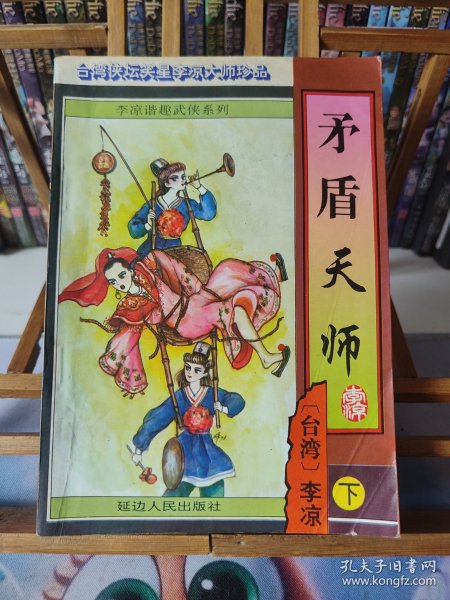 台湾侠坛笑星李凉大师珍品
李凉谐趣武侠系列
矛盾天师
李凉
〔台湾〕李凉
下
延边人民出版社
孔夫子旧书网
www.kongfz.com